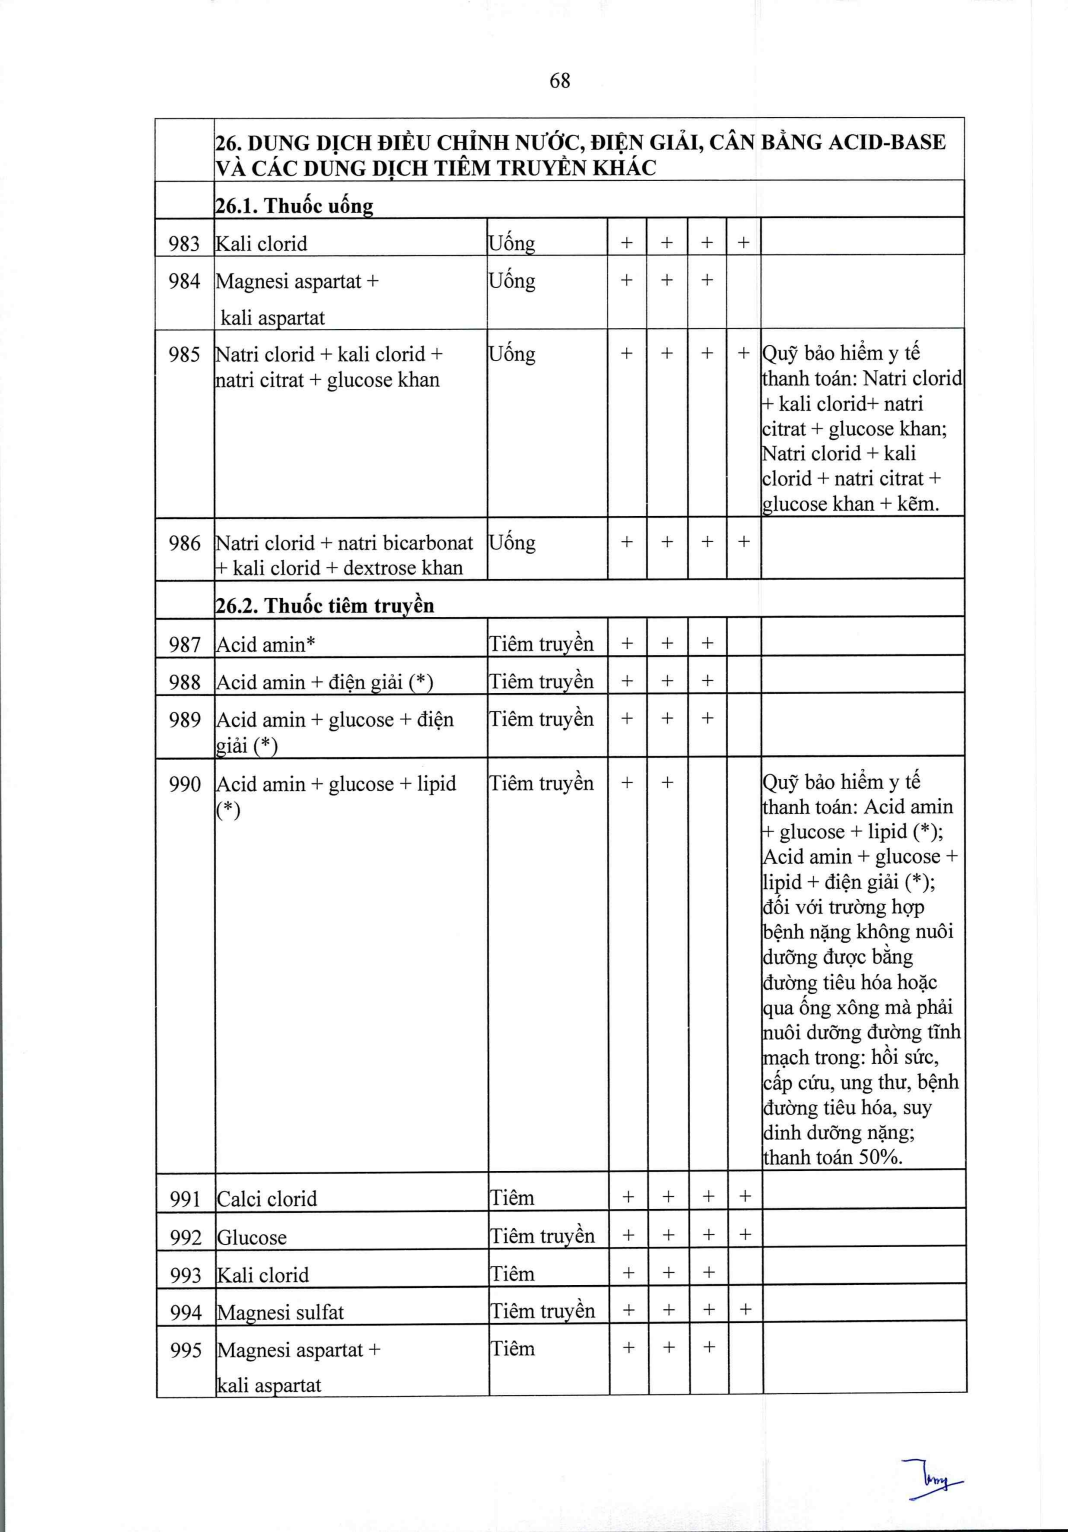 68
26. DUNG DỊCH ĐIỀU CHỈNH NƯỚC, ĐIỆN GIẢI, CÂN BẰNG ACID-BASE
VÀ CÁC DUNG DỊCH TIÊM TRUYỀN KHÁC
26.1. Thuốc uống
983 Kali clorid Uống + + + +
984 Magnesi aspartat + Uống + + +
kali aspartat
985 Natri clorid + kali clorid + Uống + + + + Quỹ bảo hiểm y tế
natri citrat + glucose khan thanh toán: Natri clorid
+ kali clorid+ natri
citrat + glucose khan;
Natri clorid + kali
clorid + natri citrat +
glucose khan + kẽm.
986 Natri clorid + natri bicarbonat Uống + + + +
+ kali clorid + dextrose khan
26.2. Thuốc tiêm truyền
987 Acid amin* Tiêm truyền + + +
988 Acid amin + điện giải (*) Tiêm truyền + + +
989 Acid amin + glucose + điện Tiêm truyền + + +
giải (*)
990 Acid amin + glucose + lipid Tiêm truyền + + Quỹ bảo hiểm y tế
(*) thanh toán: Acid amin
+ glucose + lipid (*);
Acid amin + glucose +
lipid + điện giải (*);
đối với trường hợp
bệnh nặng không nuôi
dưỡng được bằng
đường tiêu hóa hoặc
qua ống xông mà phải
nuôi dưỡng đường tĩnh
mạch trong: hồi sức,
cấp cứu, ung thư, bệnh
đường tiêu hóa, suy
dinh dưỡng nặng;
thanh toán 50%.
991 Calci clorid Tiêm + + + +
992 Glucose Tiêm truyền + + + +
993 Kali clorid Tiêm + + +
994 Magnesi sulfat Tiêm truyền + + + +
995 Magnesi aspartat + Tiêm + + +
kali aspartat